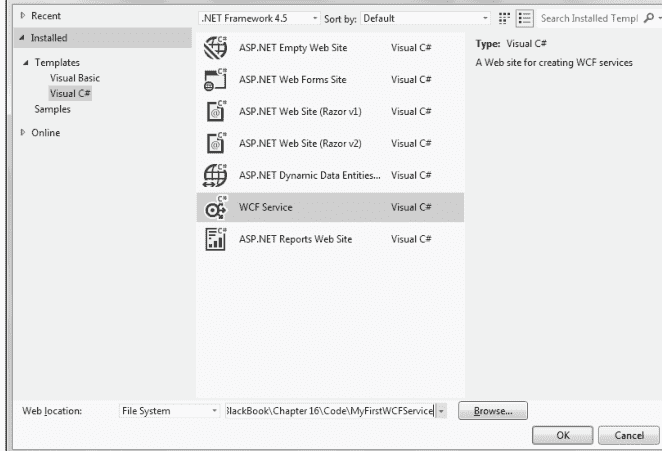 Recent
.NET Framework 4.5 Sort by: Default Search Installed Templ
Installed
Templates
Visual Basic
Visual C#
Samples
Online
ASP.NET Empty Web Site Visual C#
ASP.NET Web Forms Site Visual C#
ASP.NET Web Site (Razor v1) Visual C#
ASP.NET Web Site (Razor v2) Visual C#
ASP.NET Dynamic Data Entities... Visual C#
WCF Service Visual C#
ASP.NET Reports Web Site Visual C#
Type: Visual C#
A Web site for creating WCF services
Web location: File System lackBook\Chapter 16\Code\MyFirstWCFService Browse...
OK Cancel